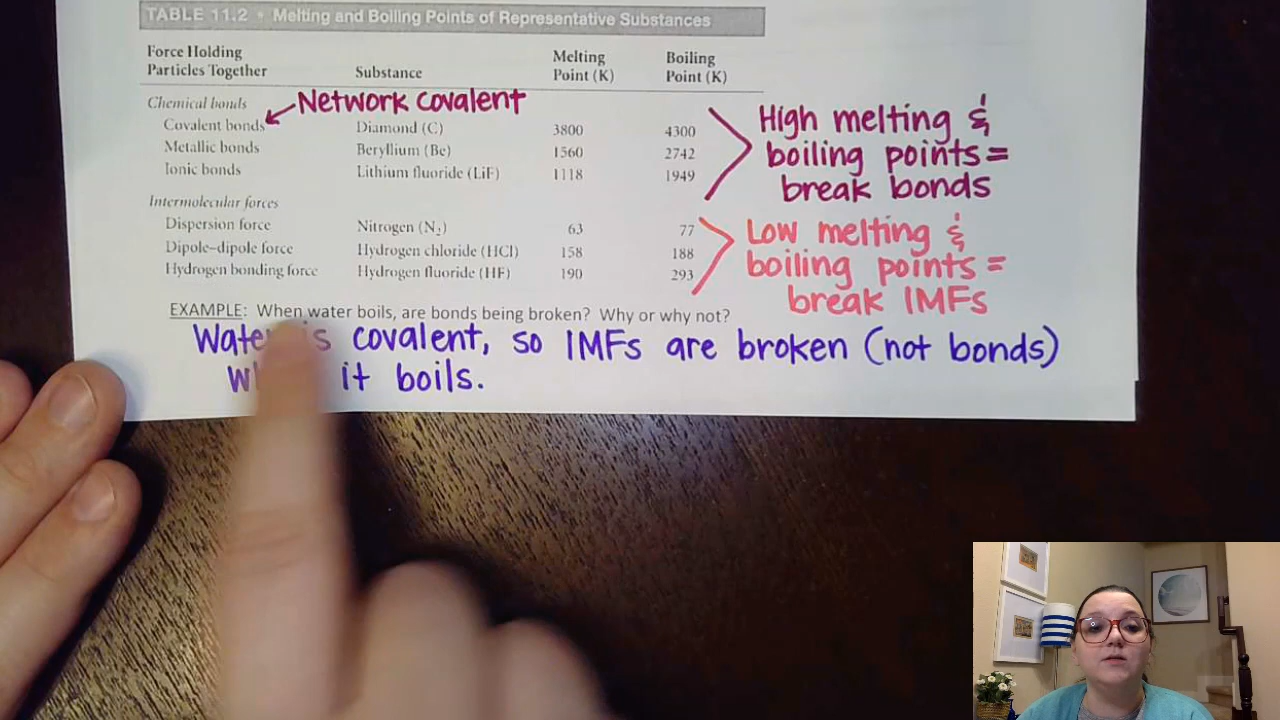 TABLE 11.2 • Melting and Boiling Points of Representative Substances
Force Holding Particles Together Substance Melting Point (K) Boiling Point (K)
Chemical bonds
Network covalent
Covalent bonds Diamond (C) 3800 4300
Metallic bonds Beryllium (Be) 1560 2742
Ionic bonds Lithium fluoride (LiF) 1118 1949
High melting &
boiling points =
break bonds
Intermolecular forces
Dispersion force Nitrogen (N₂) 63 77
Dipole–dipole force Hydrogen chloride (HCl) 158 188
Hydrogen bonding force Hydrogen fluoride (HF) 190 293
Low melting &
boiling points =
break IMFs
EXAMPLE: When water boils, are bonds being broken? Why or why not?
Water is covalent, so IMFs are broken (not bonds)
it boils.